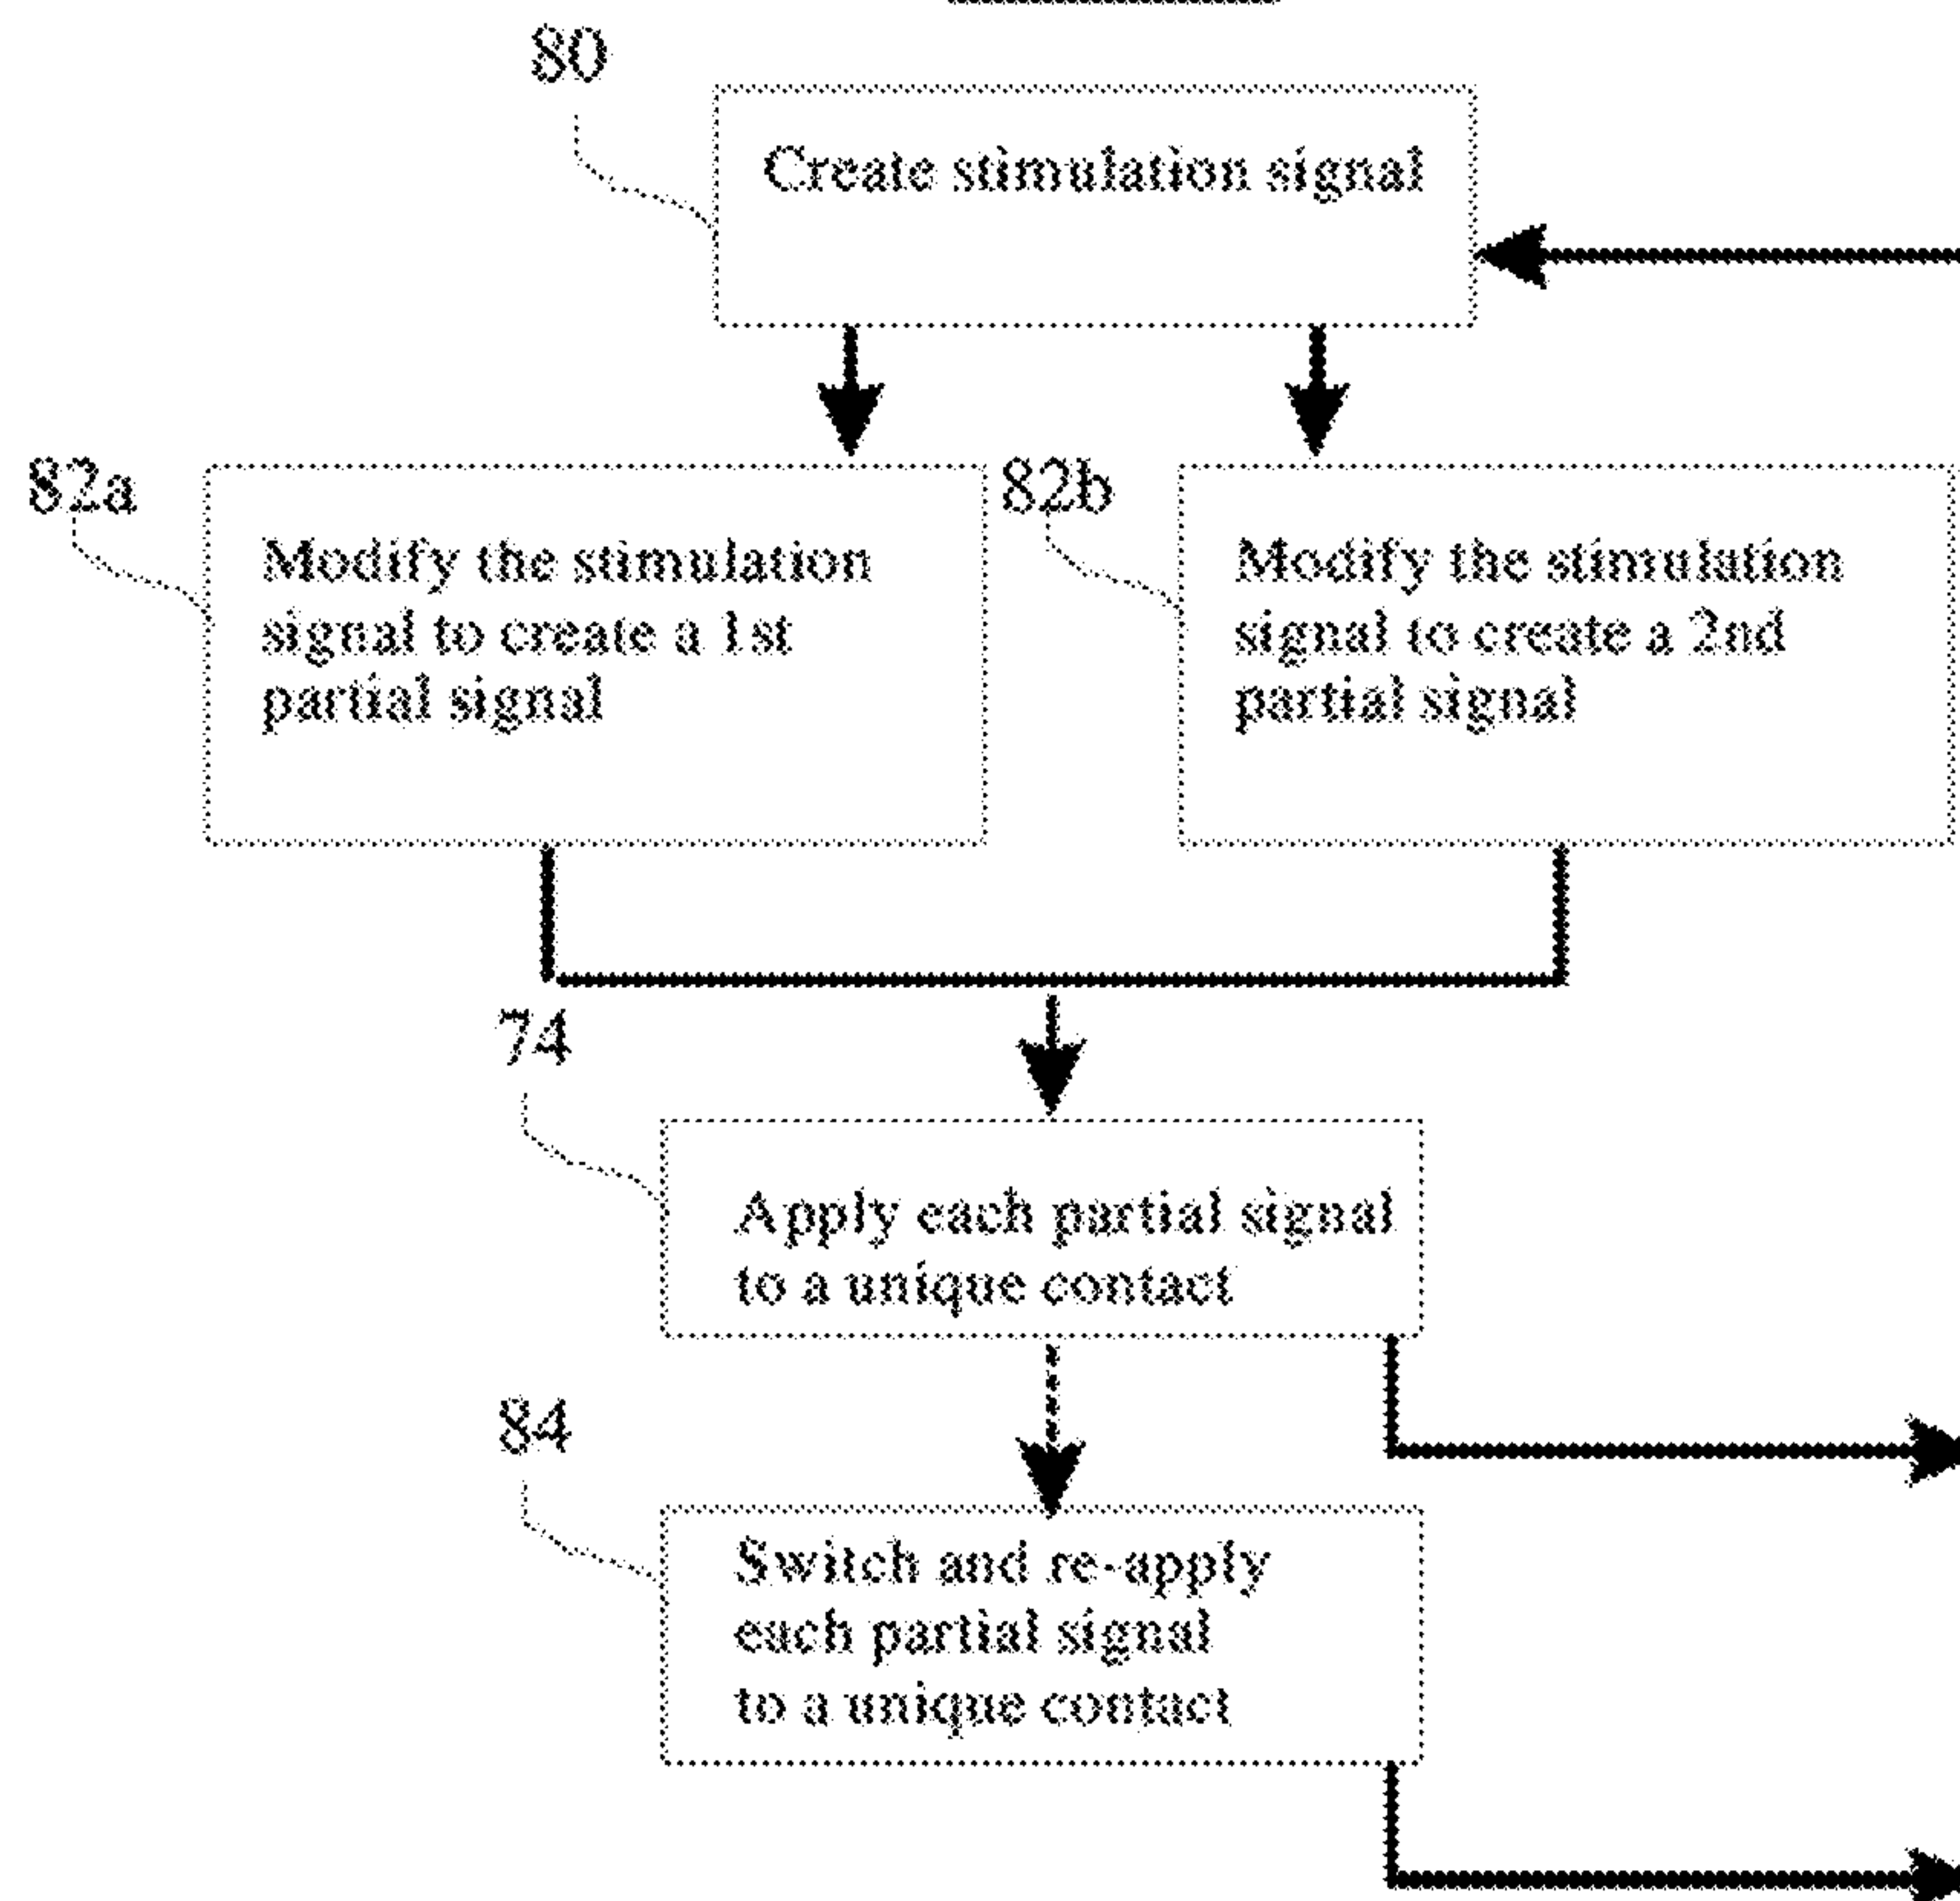 80
Create stimulation signal
82a
Modify the stimulation
signal to create a 1st
partial signal
82b
Modify the stimulation
signal to create a 2nd
partial signal
74
Apply each partial signal
to a unique contact
84
Switch and re-apply
each partial signal
to a unique contact